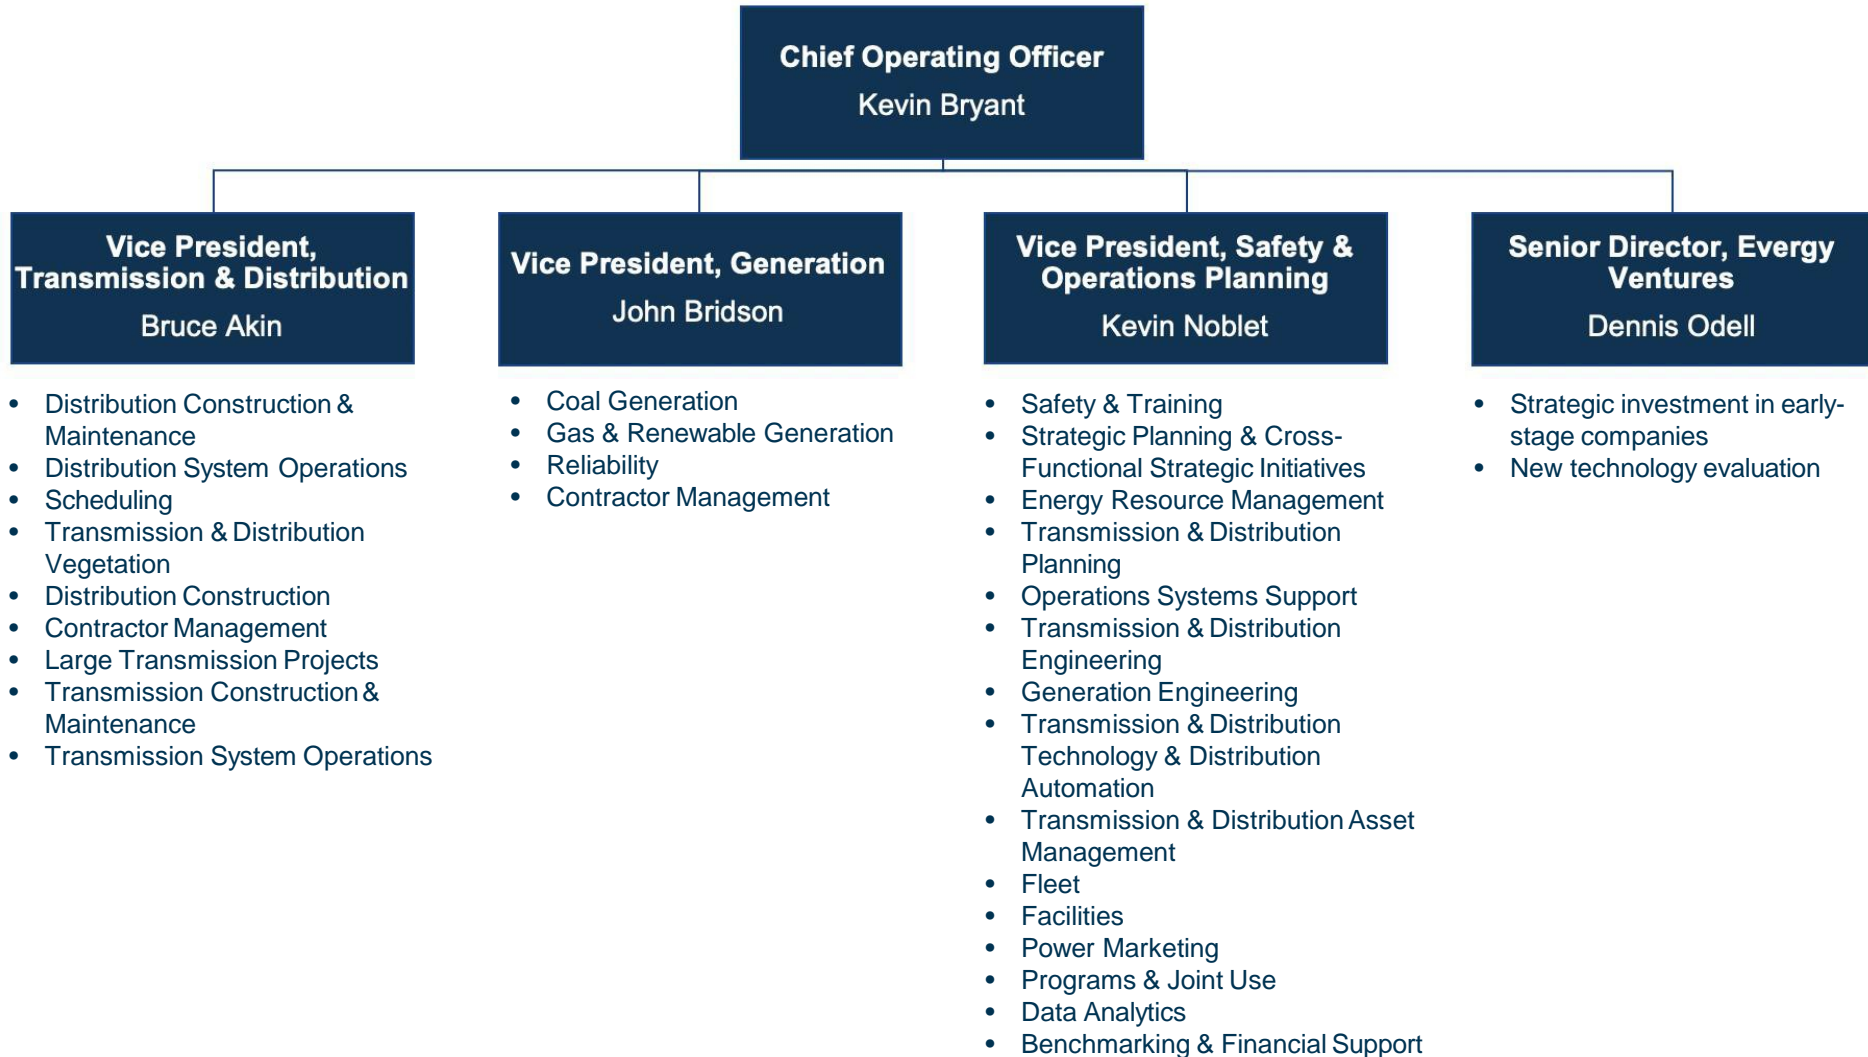 Chief Operating Officer
Kevin Bryant
Vice President,
Transmission & Distribution
Bruce Akin
• Distribution Construction &
Maintenance
• Distribution System Operations
• Scheduling
• Transmission & Distribution
Vegetation
• Distribution Construction
• Contractor Management
• Large Transmission Projects
• Transmission Construction &
Maintenance
• Transmission System Operations
Vice President, Generation
John Bridson
• Coal Generation
• Gas & Renewable Generation
• Reliability
• Contractor Management
Vice President, Safety &
Operations Planning
Kevin Noblet
• Safety & Training
• Strategic Planning & Cross-
Functional Strategic Initiatives
• Energy Resource Management
• Transmission & Distribution
Planning
• Operations Systems Support
• Transmission & Distribution
Engineering
• Generation Engineering
• Transmission & Distribution
Technology & Distribution
Automation
• Transmission & Distribution Asset
Management
• Fleet
• Facilities
• Power Marketing
• Programs & Joint Use
• Data Analytics
• Benchmarking & Financial Support
Senior Director, Evergy
Ventures
Dennis Odell
• Strategic investment in early-
stage companies
• New technology evaluation